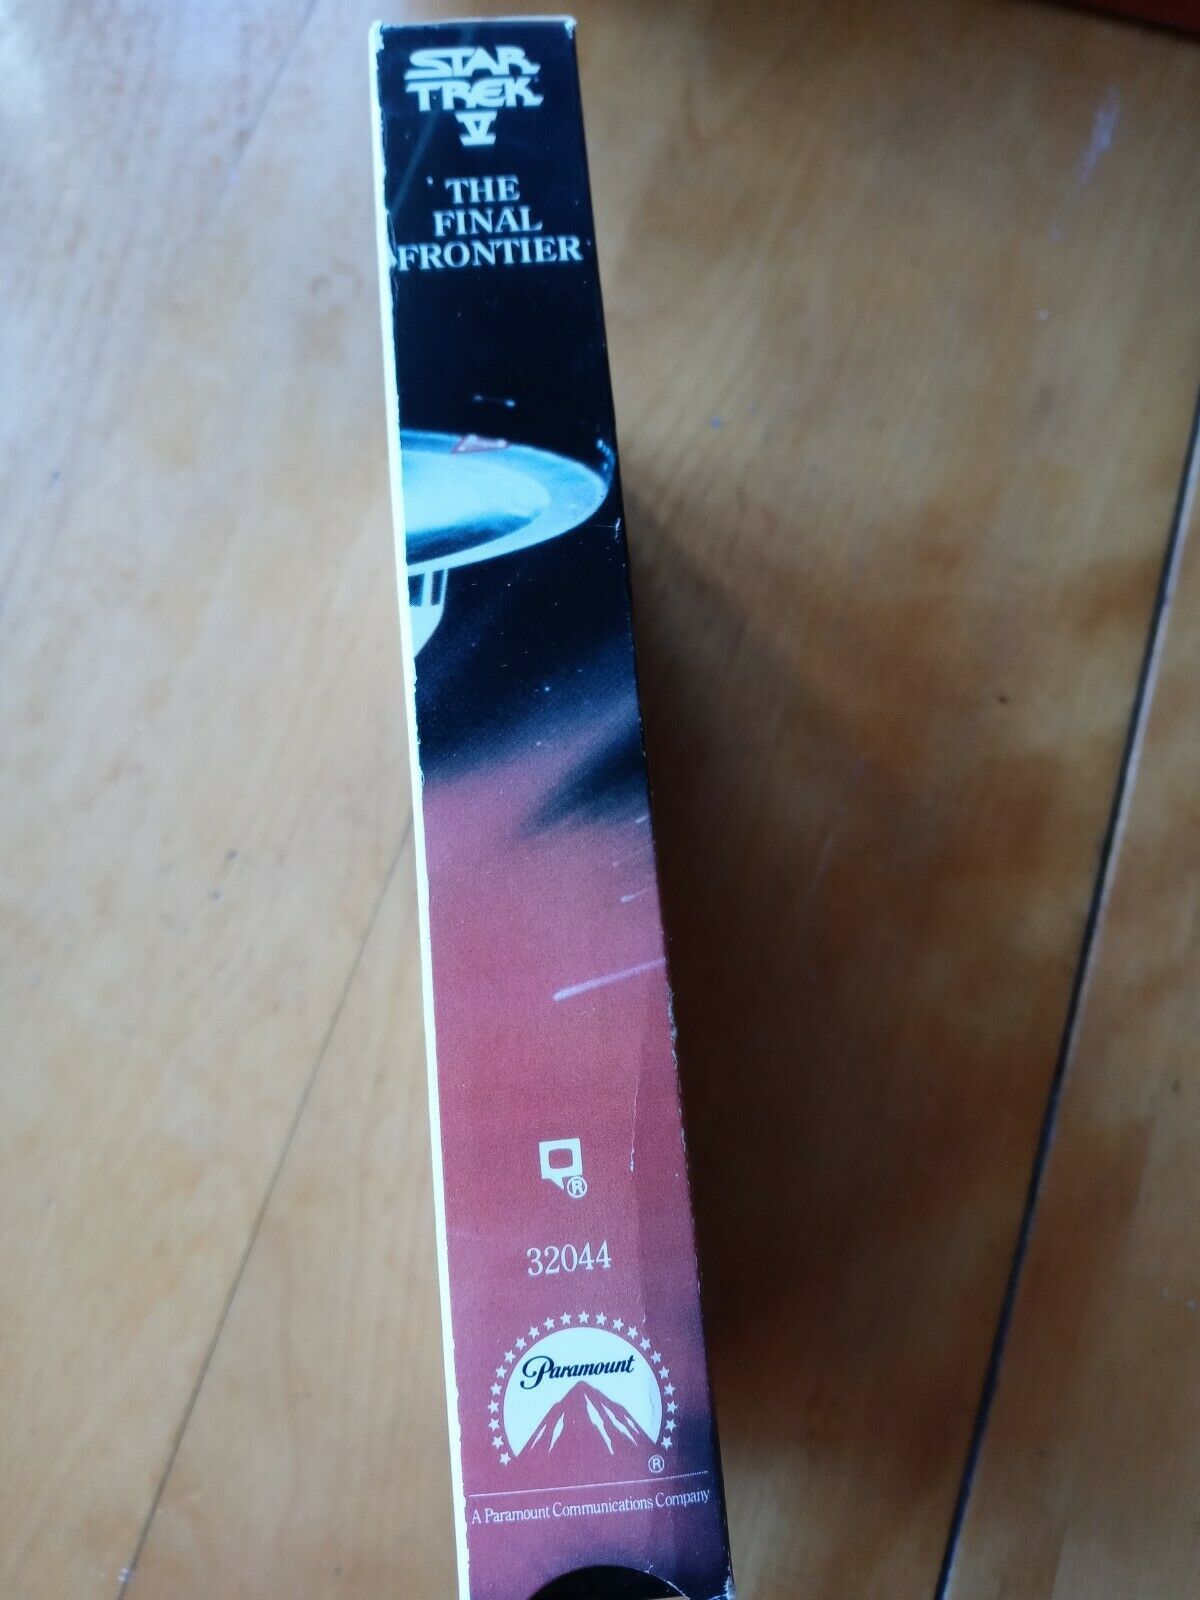 STAR
TREK
V
THE
FINAL
FRONTIER
®
32044
Paramount
®
A Paramount Communications Company